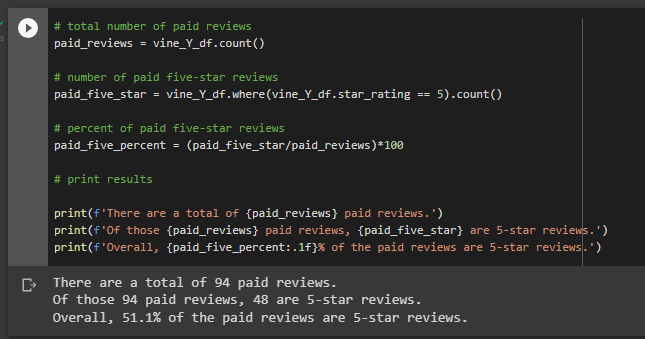 # total number of paid reviews
paid_reviews = vine_Y_df.count()
# number of paid five-star reviews
paid_five_star = vine_Y_df.where(vine_Y_df.star_rating == 5).count()
# percent of paid five-star reviews
paid_five_percent = (paid_five_star/paid_reviews)*100
# print results
print(f'There are a total of {paid_reviews} paid reviews.')
print(f'Of those {paid_reviews} paid reviews, {paid_five_star} are 5-star reviews.')
print(f'Overall, {paid_five_percent:.1f}% of the paid reviews are 5-star reviews.')
There are a total of 94 paid reviews.
Of those 94 paid reviews, 48 are 5-star reviews.
Overall, 51.1% of the paid reviews are 5-star reviews.